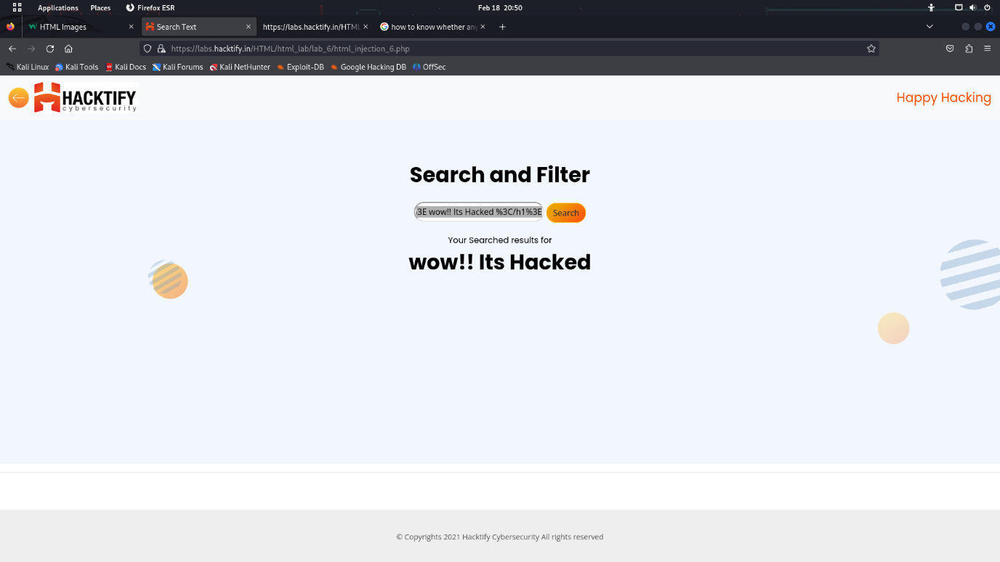 Applications Places Firefox ESR Feb 18 20:50
HTML Images Search Text https://labs.hacktify.in/HTML how to know whether any
https://labs.hacktify.in/HTML/html_lab/lab_6/html_injection_6.php
Kali Linux Kali Tools Kali Docs Kali Forums Kali NetHunter Exploit-DB Google Hacking DB OffSec
HACKTIFY
cybersecurity
Happy Hacking
Search and Filter
3E wow!! Its Hacked %3C/h1%3E Search
Your Searched results for
wow!! Its Hacked
© Copyrights 2021 Hacktify Cybersecurity All rights reserved